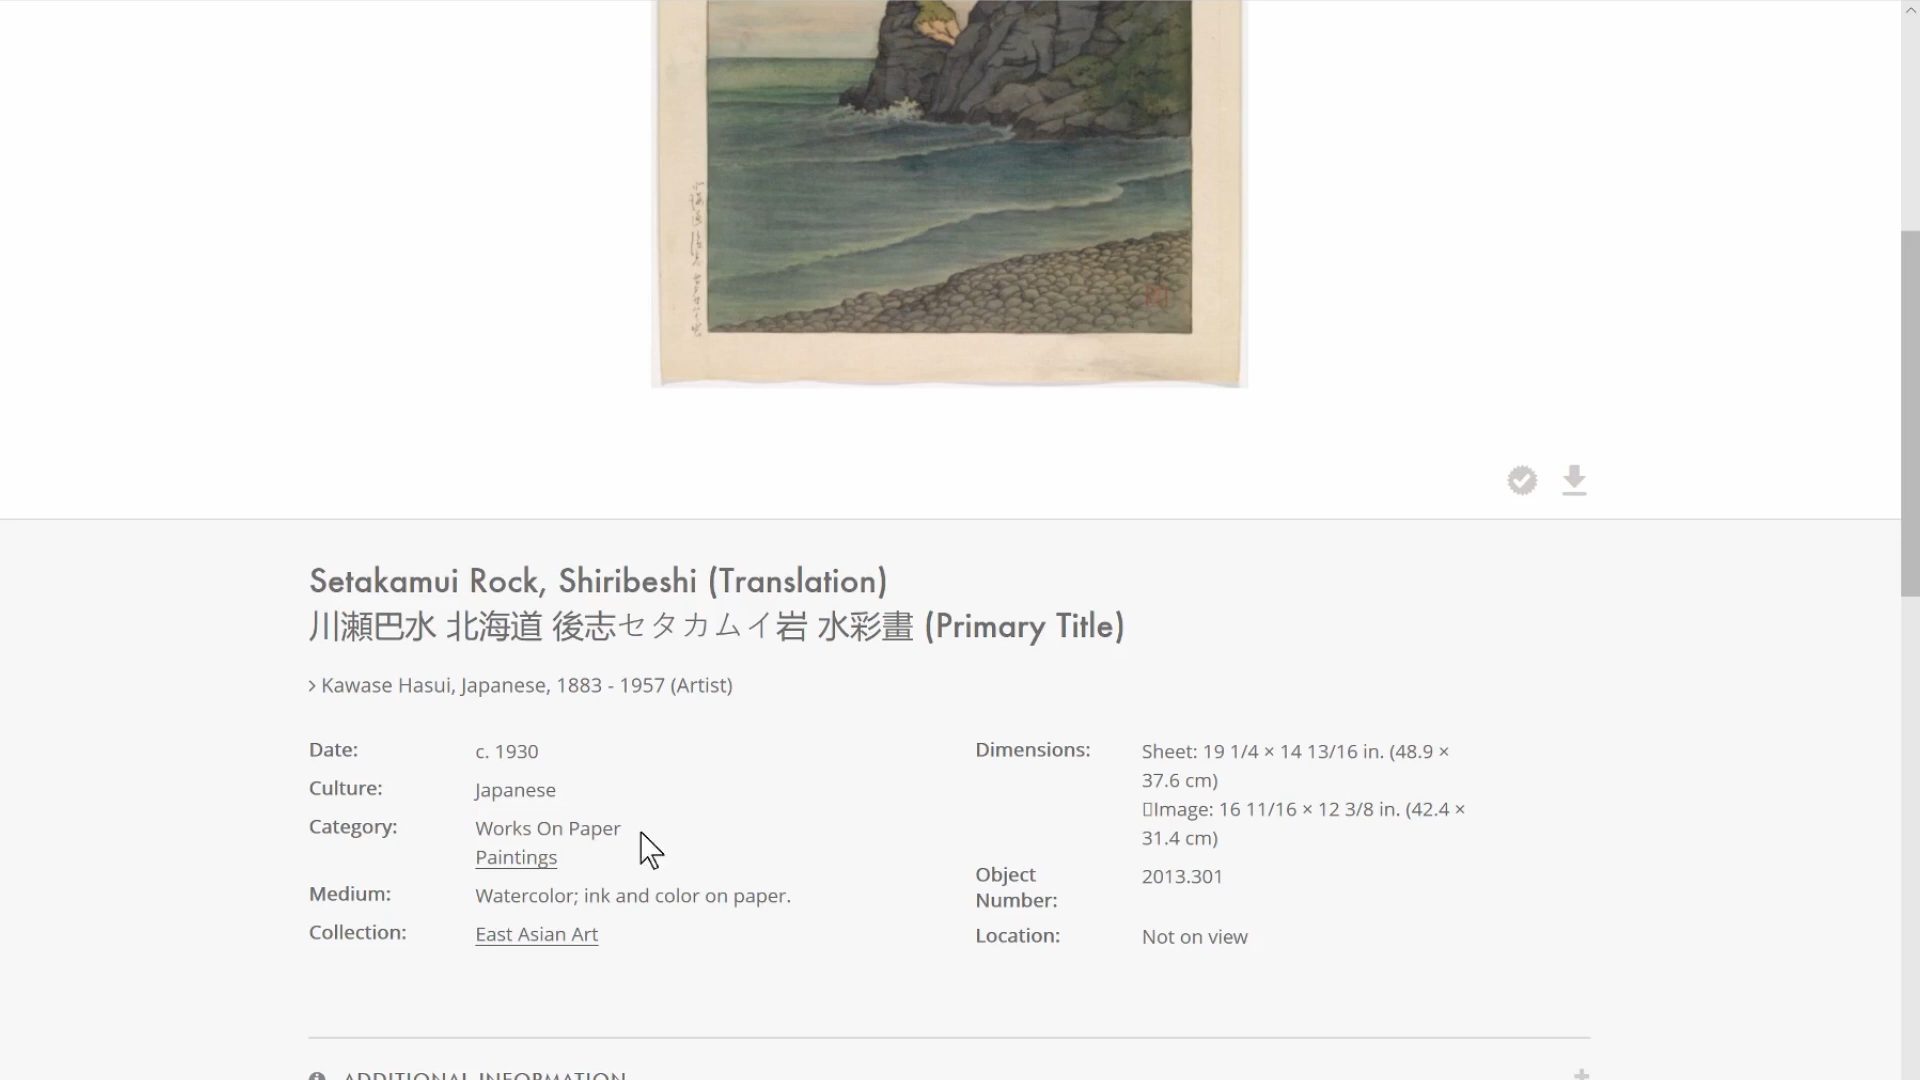 Setakamui Rock, Shiribeshi (Translation)
川瀬巴水 北海道 後志セタカムイ岩 水彩畫 (Primary Title)
Kawase Hasui, Japanese, 1883 - 1957 (Artist)
Date: c. 1930
Culture: Japanese
Category: Works On Paper
Paintings
Medium: Watercolor; ink and color on paper.
Collection: East Asian Art
Dimensions: Sheet: 19 1/4 × 14 13/16 in. (48.9 ×
37.6 cm)
Image: 16 11/16 × 12 3/8 in. (42.4 ×
31.4 cm)
Object
Number: 2013.301
Location: Not on view
ADDITIONAL INFORMATION